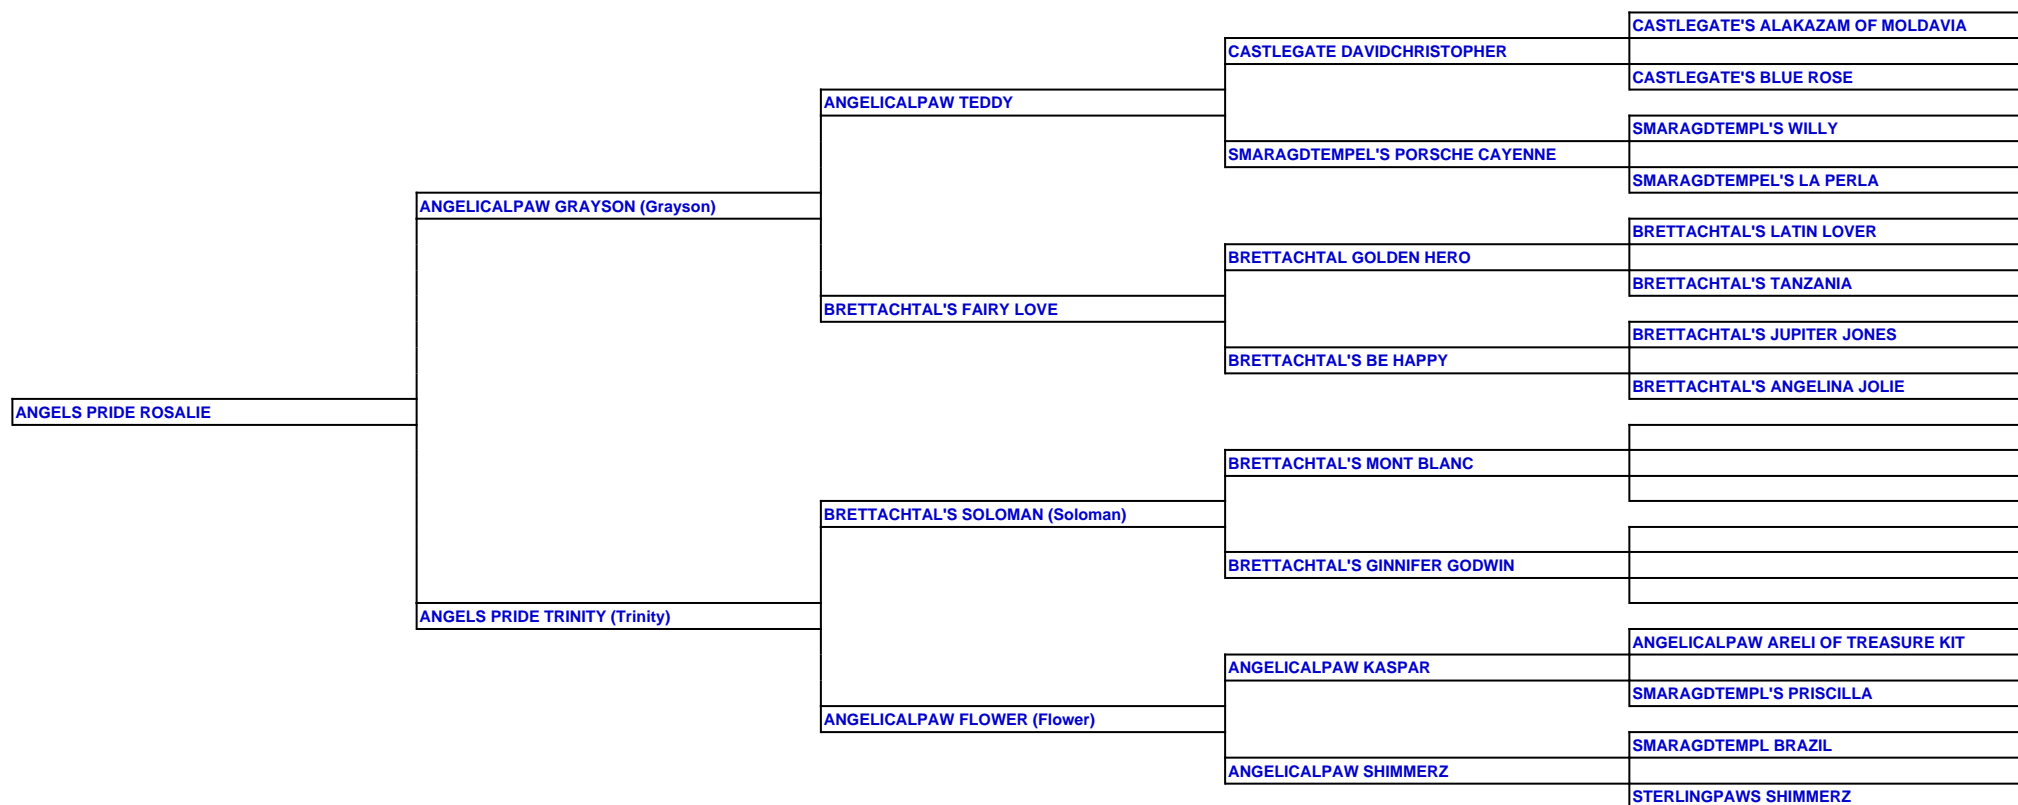 CASTLEGATE'S ALAKAZAM OF MOLDAVIA
CASTLEGATE DAVIDCHRISTOPHER
CASTLEGATE'S BLUE ROSE
ANGELICALPAW TEDDY
SMARAGDTEMPL'S WILLY
SMARAGDTEMPEL'S PORSCHE CAYENNE
SMARAGDTEMPEL'S LA PERLA
ANGELICALPAW GRAYSON (Grayson)
BRETTACHTAL'S LATIN LOVER
BRETTACHTAL GOLDEN HERO
BRETTACHTAL'S TANZANIA
BRETTACHTAL'S FAIRY LOVE
BRETTACHTAL'S JUPITER JONES
BRETTACHTAL'S BE HAPPY
BRETTACHTAL'S ANGELINA JOLIE
ANGELS PRIDE ROSALIE
BRETTACHTAL'S MONT BLANC
BRETTACHTAL'S SOLOMAN (Soloman)
BRETTACHTAL'S GINNIFER GODWIN
ANGELS PRIDE TRINITY (Trinity)
ANGELICALPAW ARELI OF TREASURE KIT
ANGELICALPAW KASPAR
SMARAGDTEMPL'S PRISCILLA
ANGELICALPAW FLOWER (Flower)
SMARAGDTEMPL BRAZIL
ANGELICALPAW SHIMMERZ
STERLINGPAWS SHIMMERZ